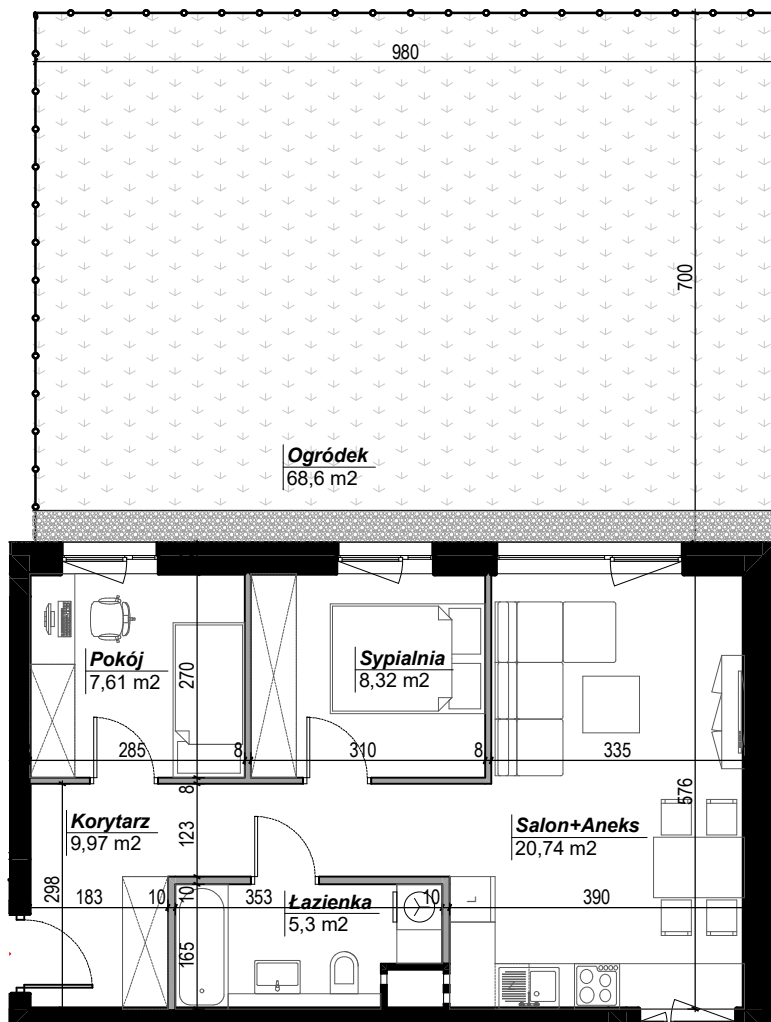 980
700
Ogródek
68,6 m2
Pokój
7,61 m2
270
Sypialnia
8,32 m2
285
8
310
8
335
8
576
Korytarz
9,97 m2
123
Salon+Aneks
20,74 m2
298
183
10
10
353
10
390
Łazienka
5,3 m2
165
L
Z